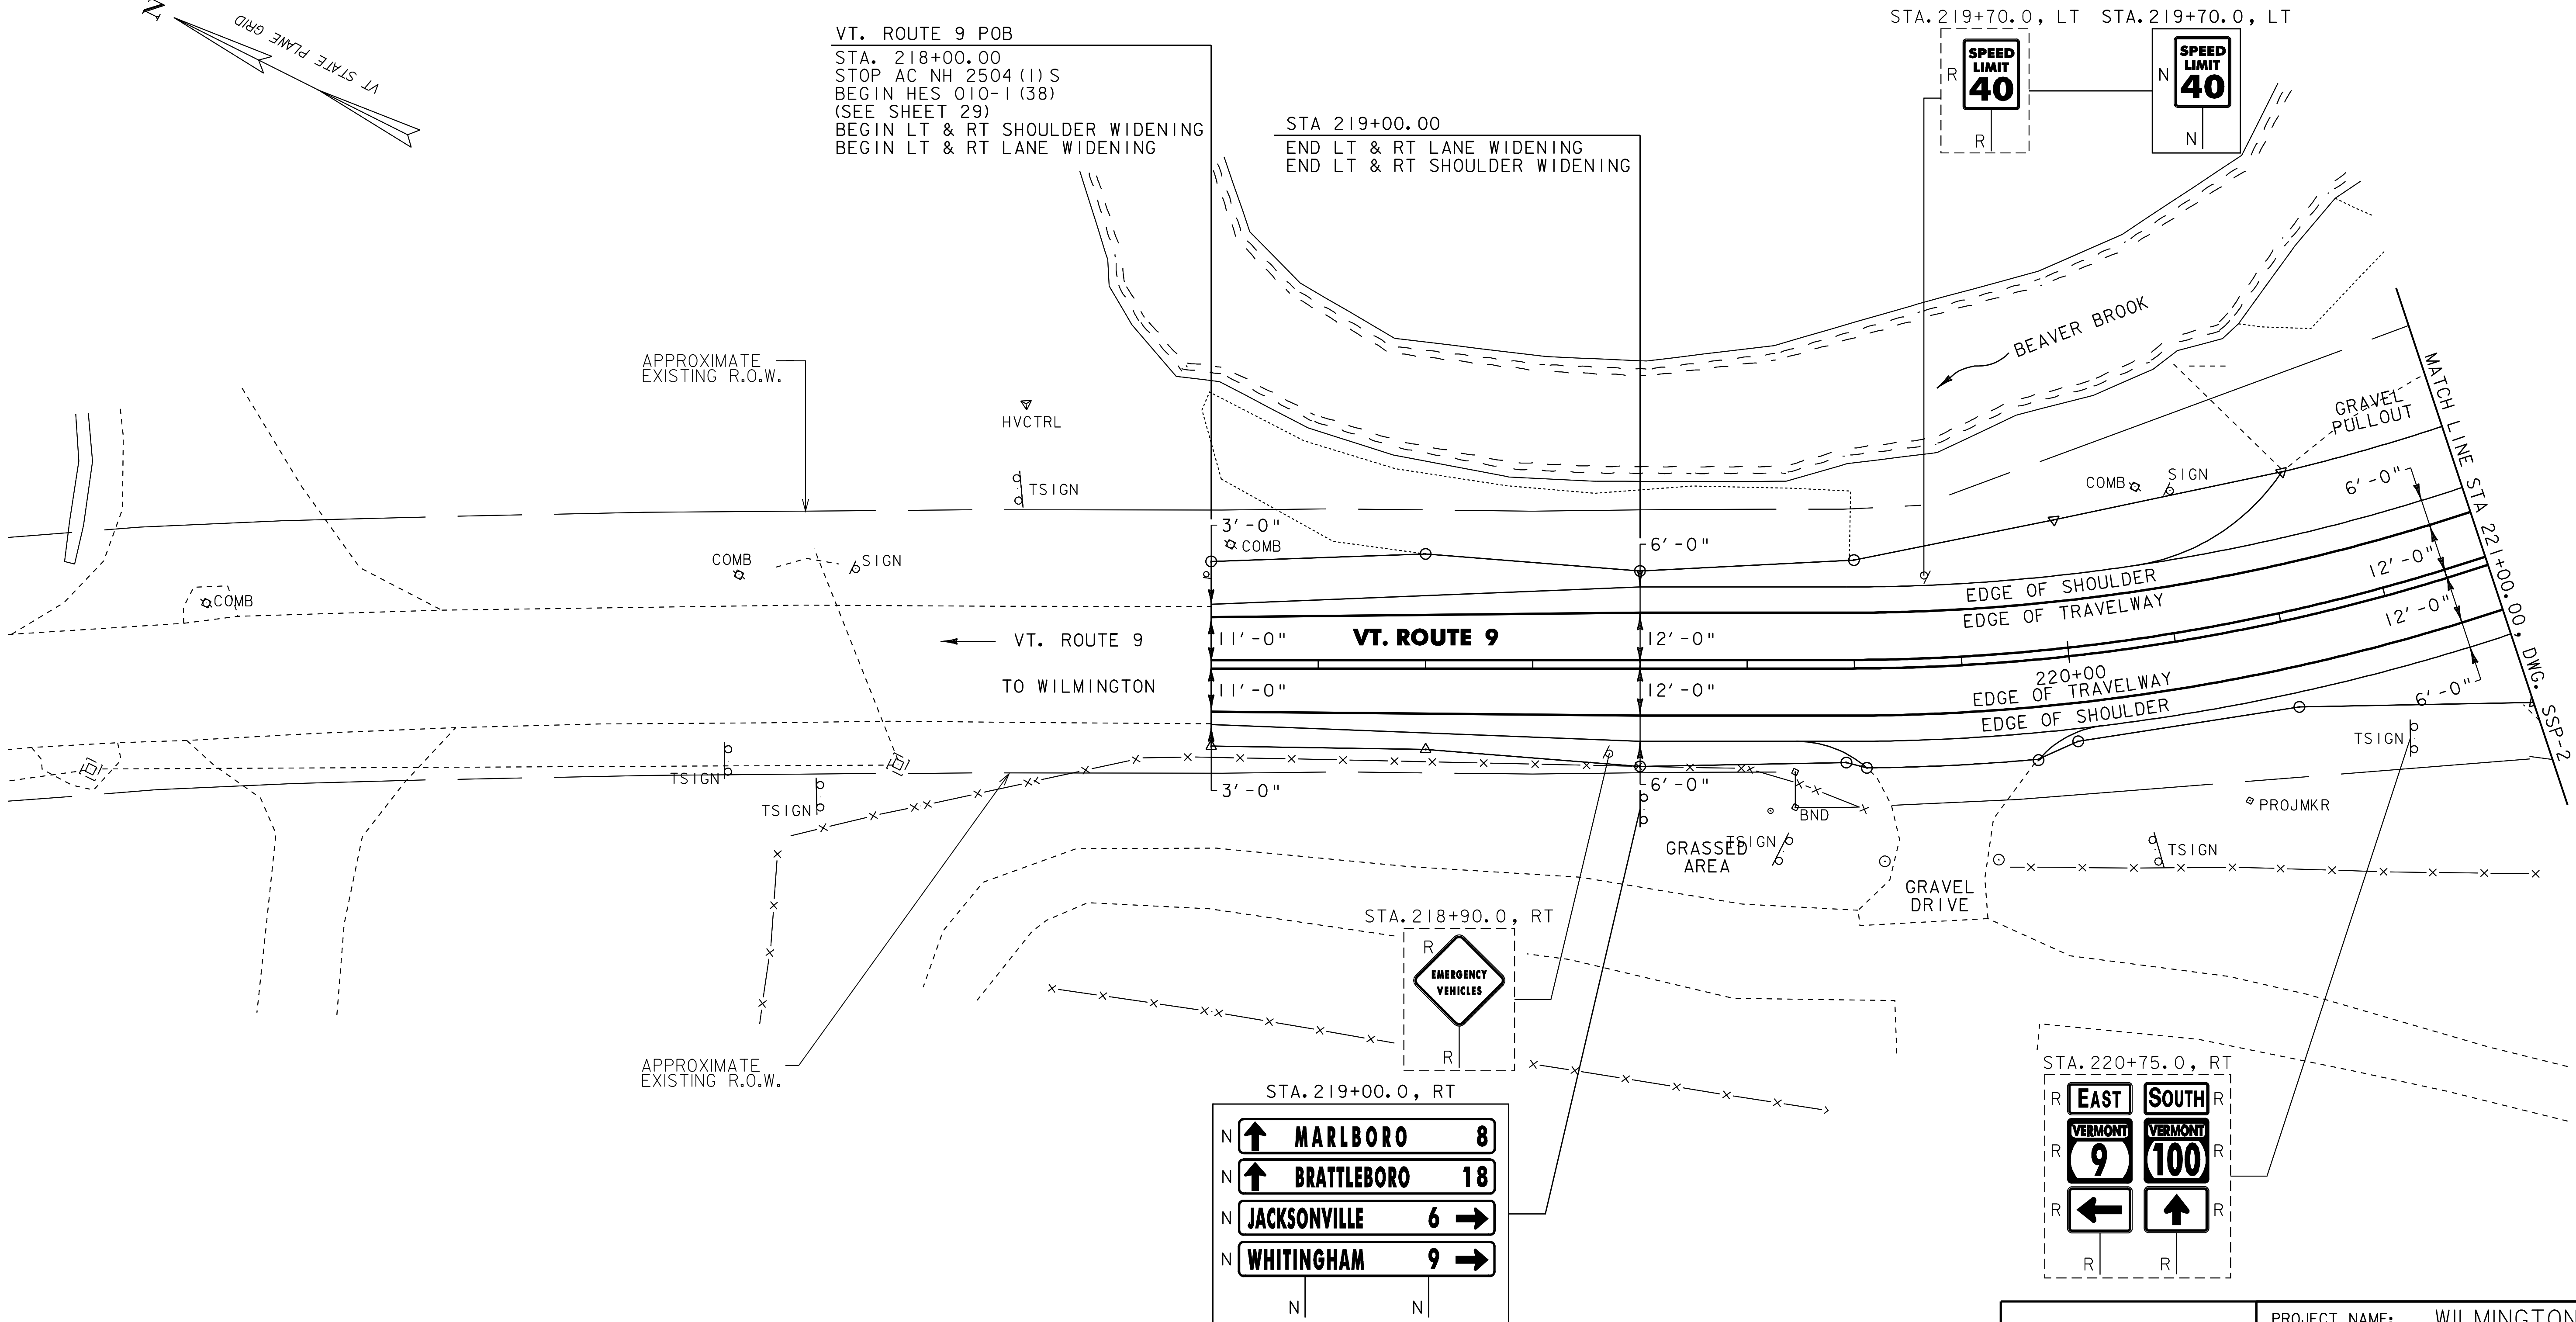 N
VT STATE PLANE GRID
VT. ROUTE 9 POB
STA. 218+00.00
STOP AC NH 2504(1)S
BEGIN HES 010-1(38)
(SEE SHEET 29)
BEGIN LT & RT SHOULDER WIDENING
BEGIN LT & RT LANE WIDENING
STA 219+00.00
END LT & RT LANE WIDENING
END LT & RT SHOULDER WIDENING
STA.219+70.0, LT
STA.219+70.0, LT
R
SPEED
LIMIT
40
R
N
SPEED
LIMIT
40
N
BEAVER BROOK
APPROXIMATE
EXISTING R.O.W.
HVCTRL
TSIGN
GRAVEL
PULLOUT
MATCH LINE STA 221+00.00, DWG. SSP-2
COMB
SIGN
6'-0"
3'-0"
COMB
6'-0"
COMB
SIGN
COMB
12'-0"
EDGE OF SHOULDER
EDGE OF TRAVELWAY
12'-0"
VT. ROUTE 9
11'-0"
VT. ROUTE 9
12'-0"
TO WILMINGTON
11'-0"
12'-0"
220+00
EDGE OF TRAVELWAY
EDGE OF SHOULDER
6'-0"
TSIGN
TSIGN
TSIGN
3'-0"
6'-0"
BND
PROJMKR
TSIGN
GRASSED
AREA
TSIGN
GRAVEL
DRIVE
STA.218+90.0, RT
R
EMERGENCY
VEHICLES
R
APPROXIMATE
EXISTING R.O.W.
STA.219+00.0, RT
N MARLBORO 8
N BRATTLEBORO 18
N JACKSONVILLE 6
N WHITINGHAM 9
N N
STA.220+75.0, RT
R EAST SOUTH R
VERMONT VERMONT
R 9 100 R
R R
R R
PROJECT NAME: WILMINGTON